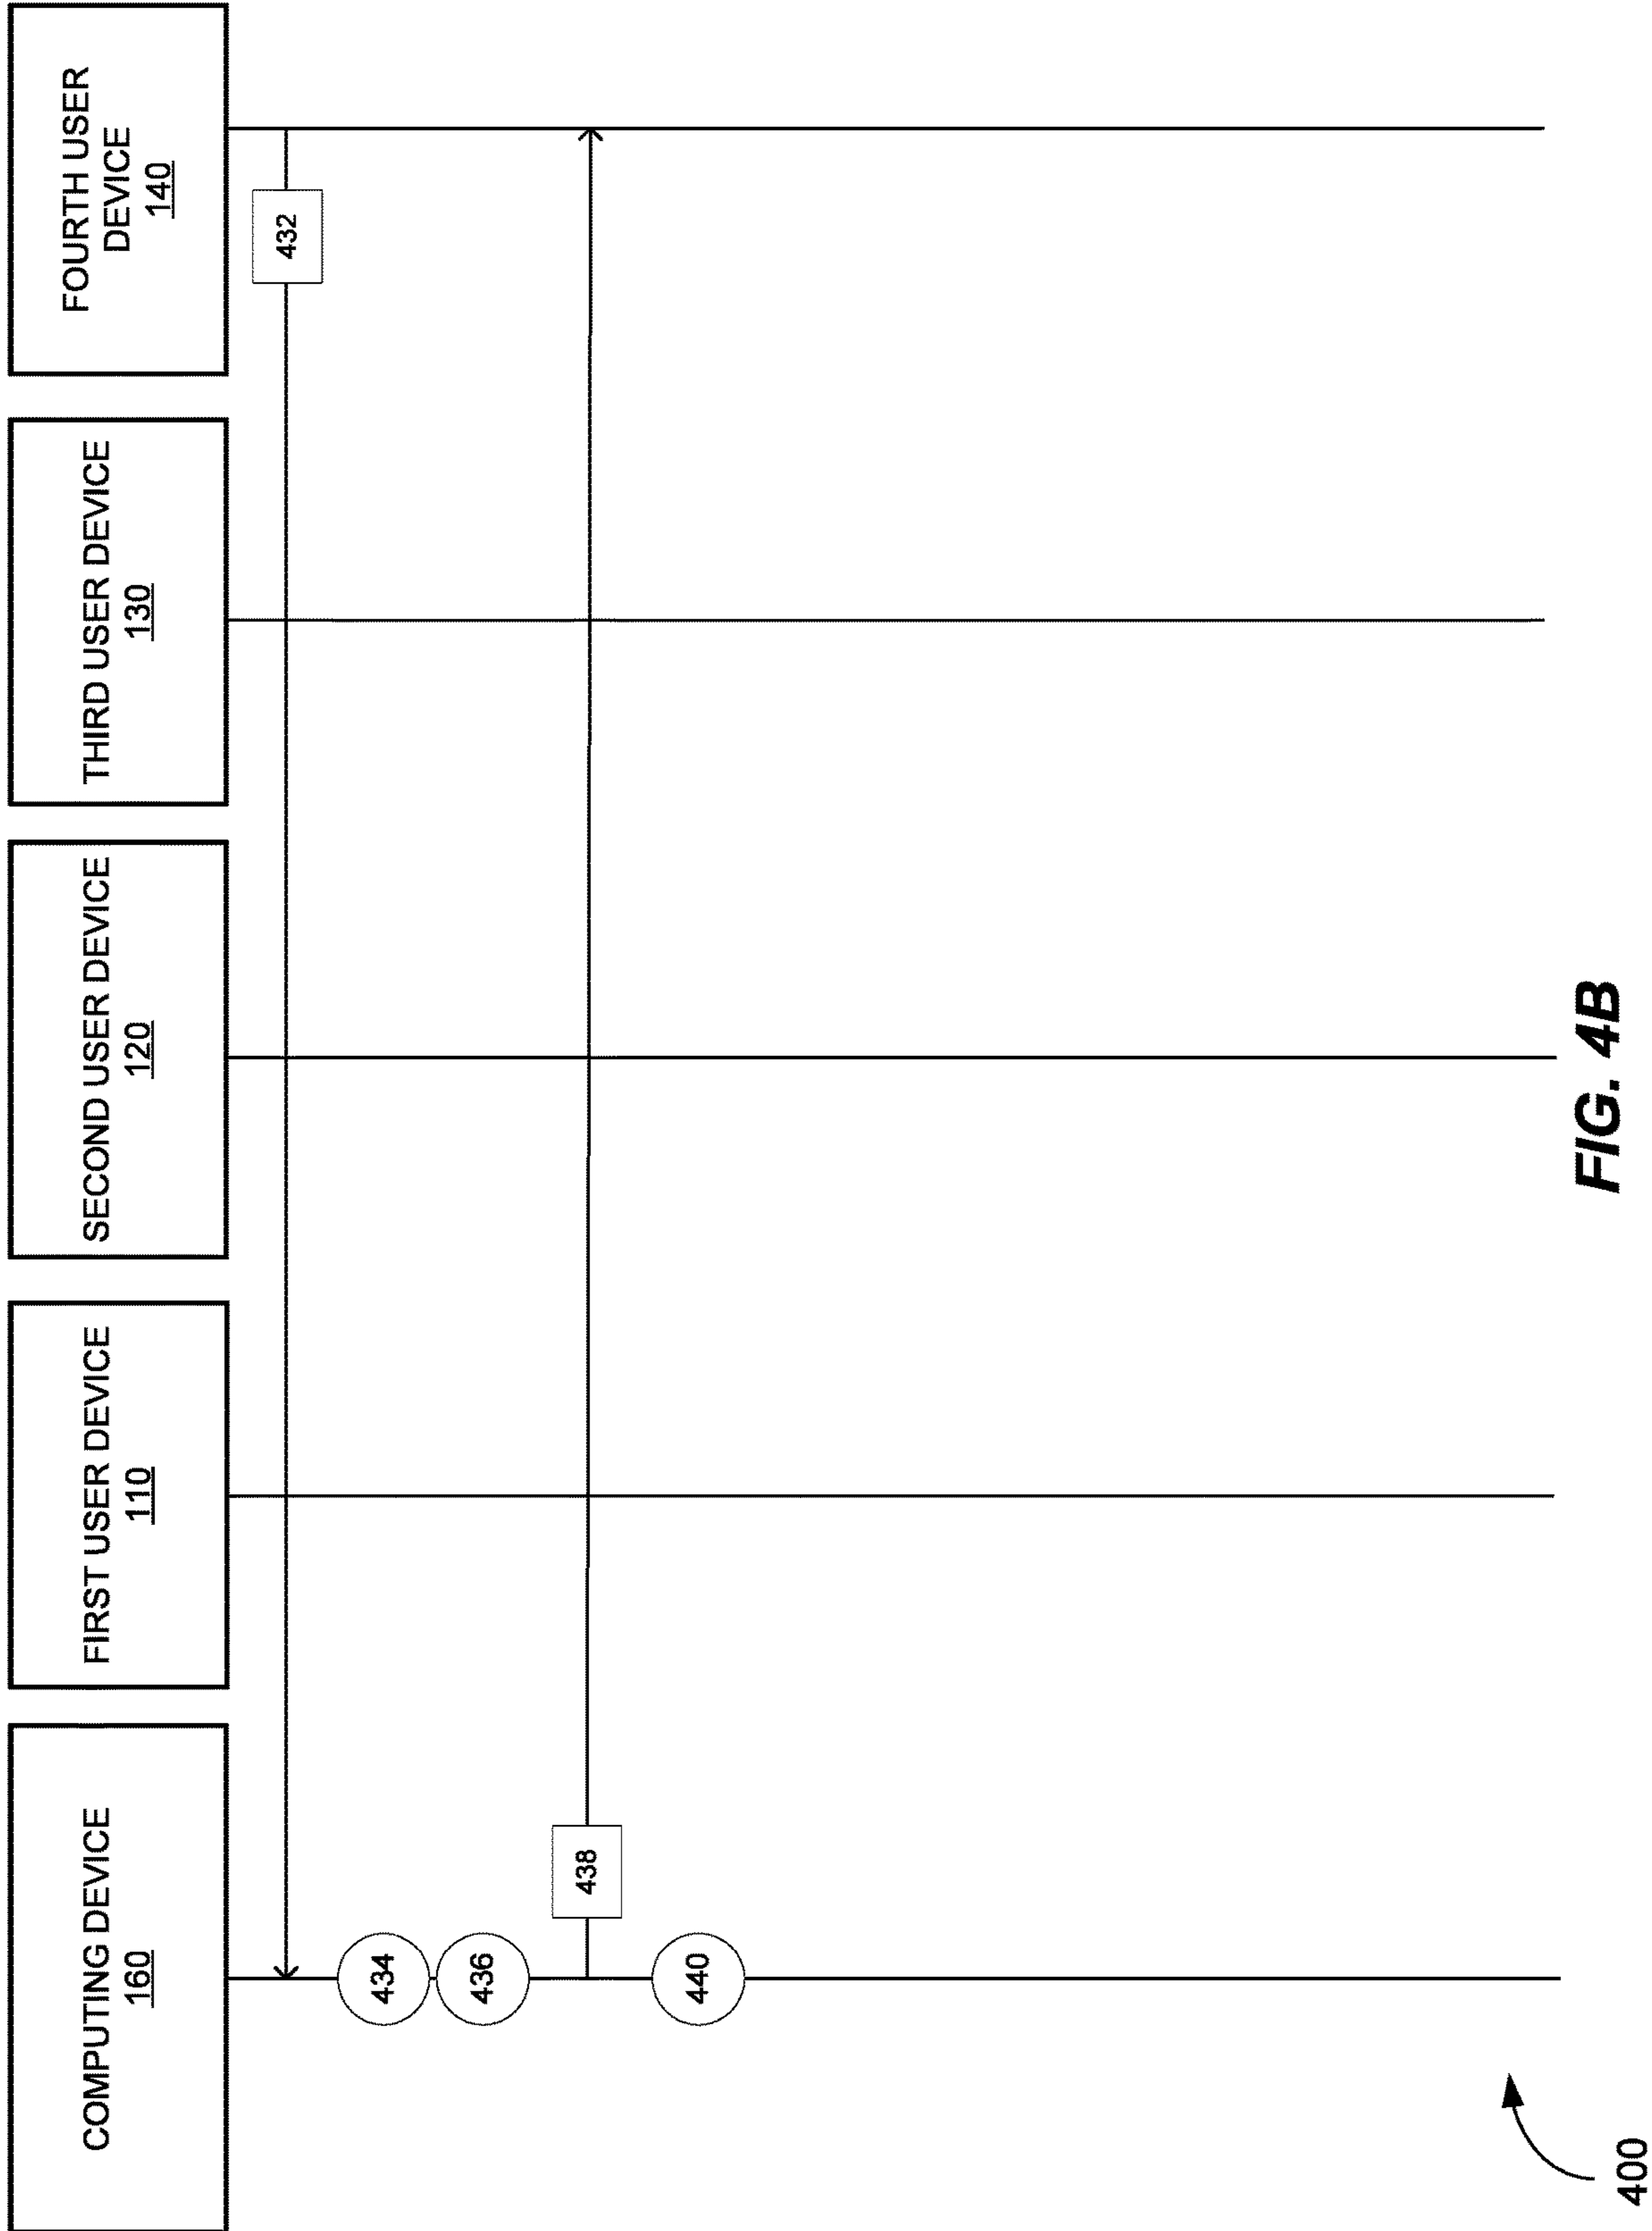 COMPUTING DEVICE
160
FIRST USER DEVICE
110
SECOND USER DEVICE
120
THIRD USER DEVICE
130
FOURTH USER
DEVICE
140
432
434
436
438
440
400
FIG. 4B